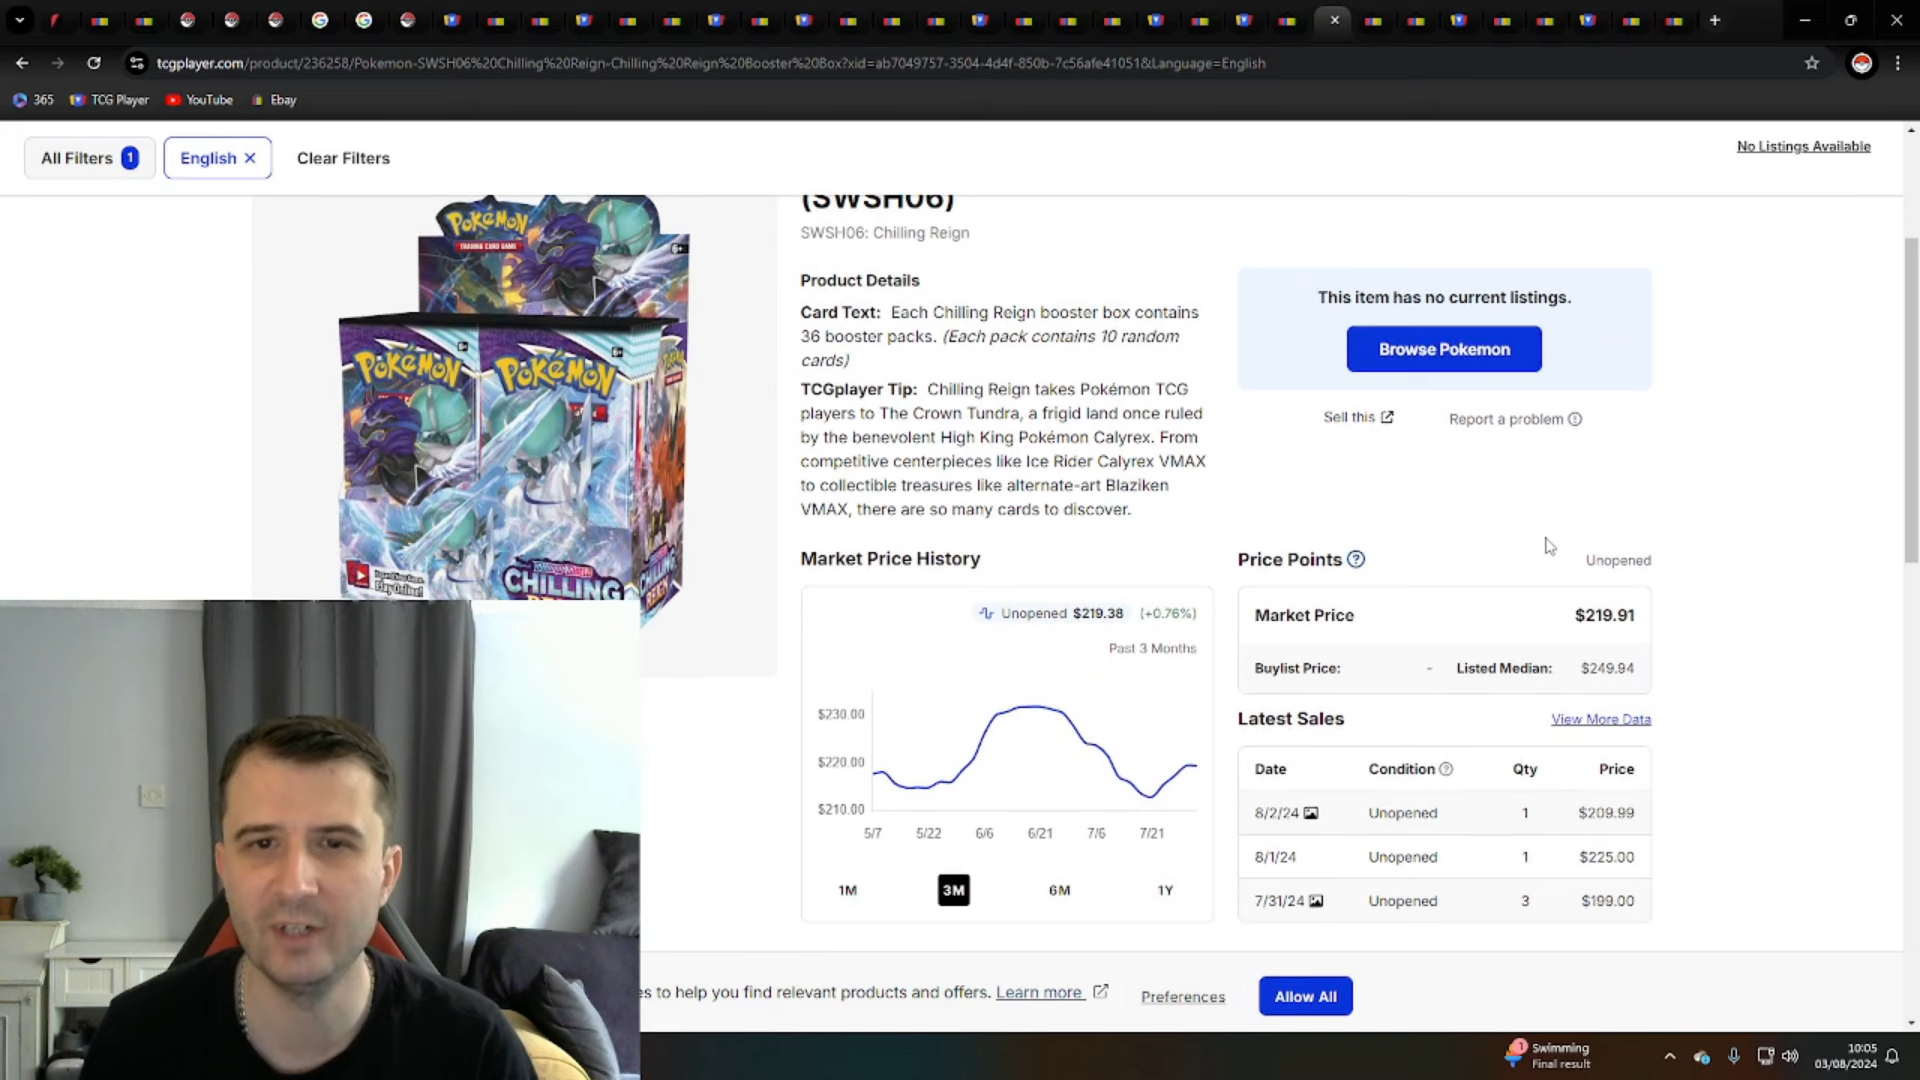 tcgplayer.com/product/236258/Pokemon-SWSH06%20Chilling%20Reign-Chilling%20Reign%20Booster%20Box?xid=ab7049757-3504-4d4f-850b-7c56afe41051&Language=English
365 TCG Player YouTube Ebay
All Filters 1 English Clear Filters
No Listings Available
(SWSH06)
SWSH06: Chilling Reign
POKéMON
TRADING CARD GAME
6+
POKéMON
POKéMON
CHILLING
Product Details
Card Text: Each Chilling Reign booster box contains
36 booster packs. (Each pack contains 10 random
cards)
TCGplayer Tip: Chilling Reign takes Pokémon TCG
players to The Crown Tundra, a frigid land once ruled
by the benevolent High King Pokémon Calyrex. From
competitive centerpieces like Ice Rider Calyrex VMAX
to collectible treasures like alternate-art Blaziken
VMAX, there are so many cards to discover.
This item has no current listings.
Browse Pokemon
Sell this Report a problem
Market Price History
Unopened $219.38 (+0.76%)
Past 3 Months
$230.00
$220.00
$210.00
5/7 5/22 6/6 6/21 7/6 7/21
1M 3M 6M 1Y
Price Points ? Unopened
Market Price $219.91
Buylist Price: - Listed Median: $249.94
Latest Sales View More Data
Date Condition ? Qty Price
8/2/24 Unopened 1 $209.99
8/1/24 Unopened 1 $225.00
7/31/24 Unopened 3 $199.00
es to help you find relevant products and offers. Learn more Preferences Allow All
1 Swimming
Final result
10:05
03/08/2024